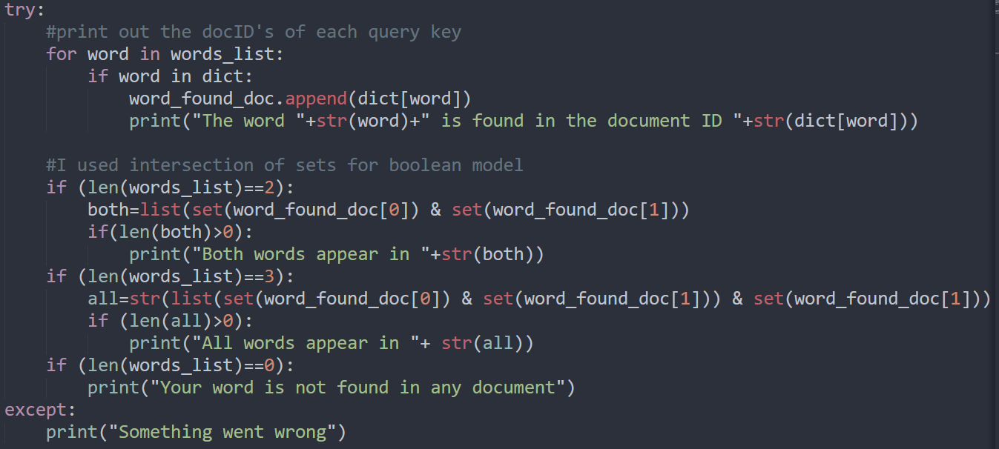 try:
    #print out the docID's of each query key
    for word in words_list:
        if word in dict:
            word_found_doc.append(dict[word])
            print("The word "+str(word)+" is found in the document ID "+str(dict[word]))
    #I used intersection of sets for boolean model
    if (len(words_list)==2):
        both=list(set(word_found_doc[0]) & set(word_found_doc[1]))
        if(len(both)>0):
            print("Both words appear in "+str(both))
    if (len(words_list)==3):
        all=str(list(set(word_found_doc[0]) & set(word_found_doc[1])) & set(word_found_doc[1]))
        if (len(all)>0):
            print("All words appear in "+ str(all))
    if (len(words_list)==0):
        print("Your word is not found in any document")
except:
    print("Something went wrong")